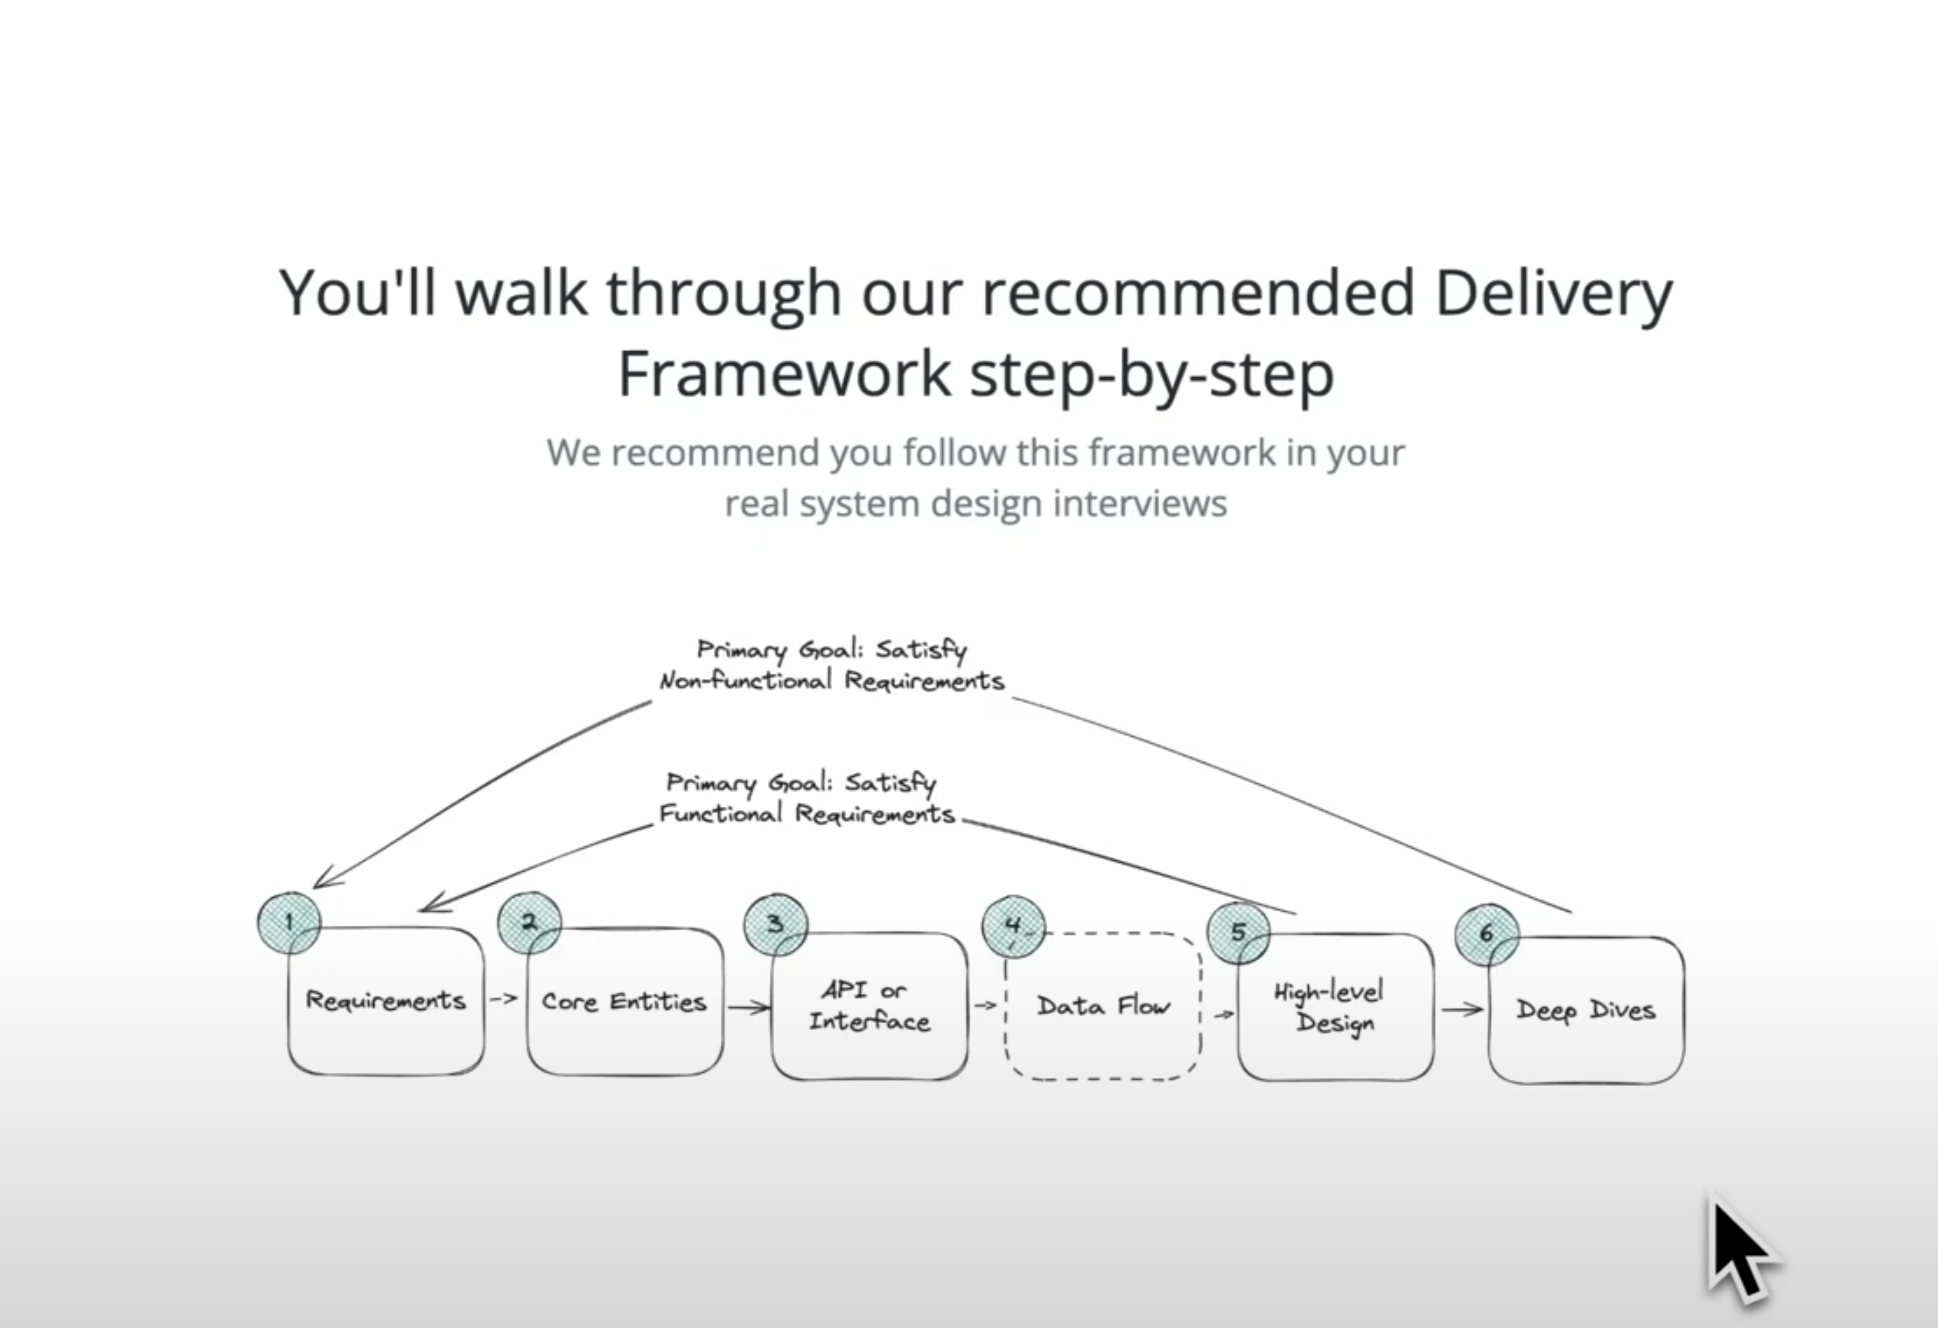 You'll walk through our recommended Delivery
Framework step-by-step
We recommend you follow this framework in your
real system design interviews
Primary Goal: Satisfy
Non-functional Requirements
Primary Goal: Satisfy
Functional Requirements
1
Requirements
2
Core Entities
3
API or
Interface
4
Data Flow
5
High-level
Design
6
Deep Dives